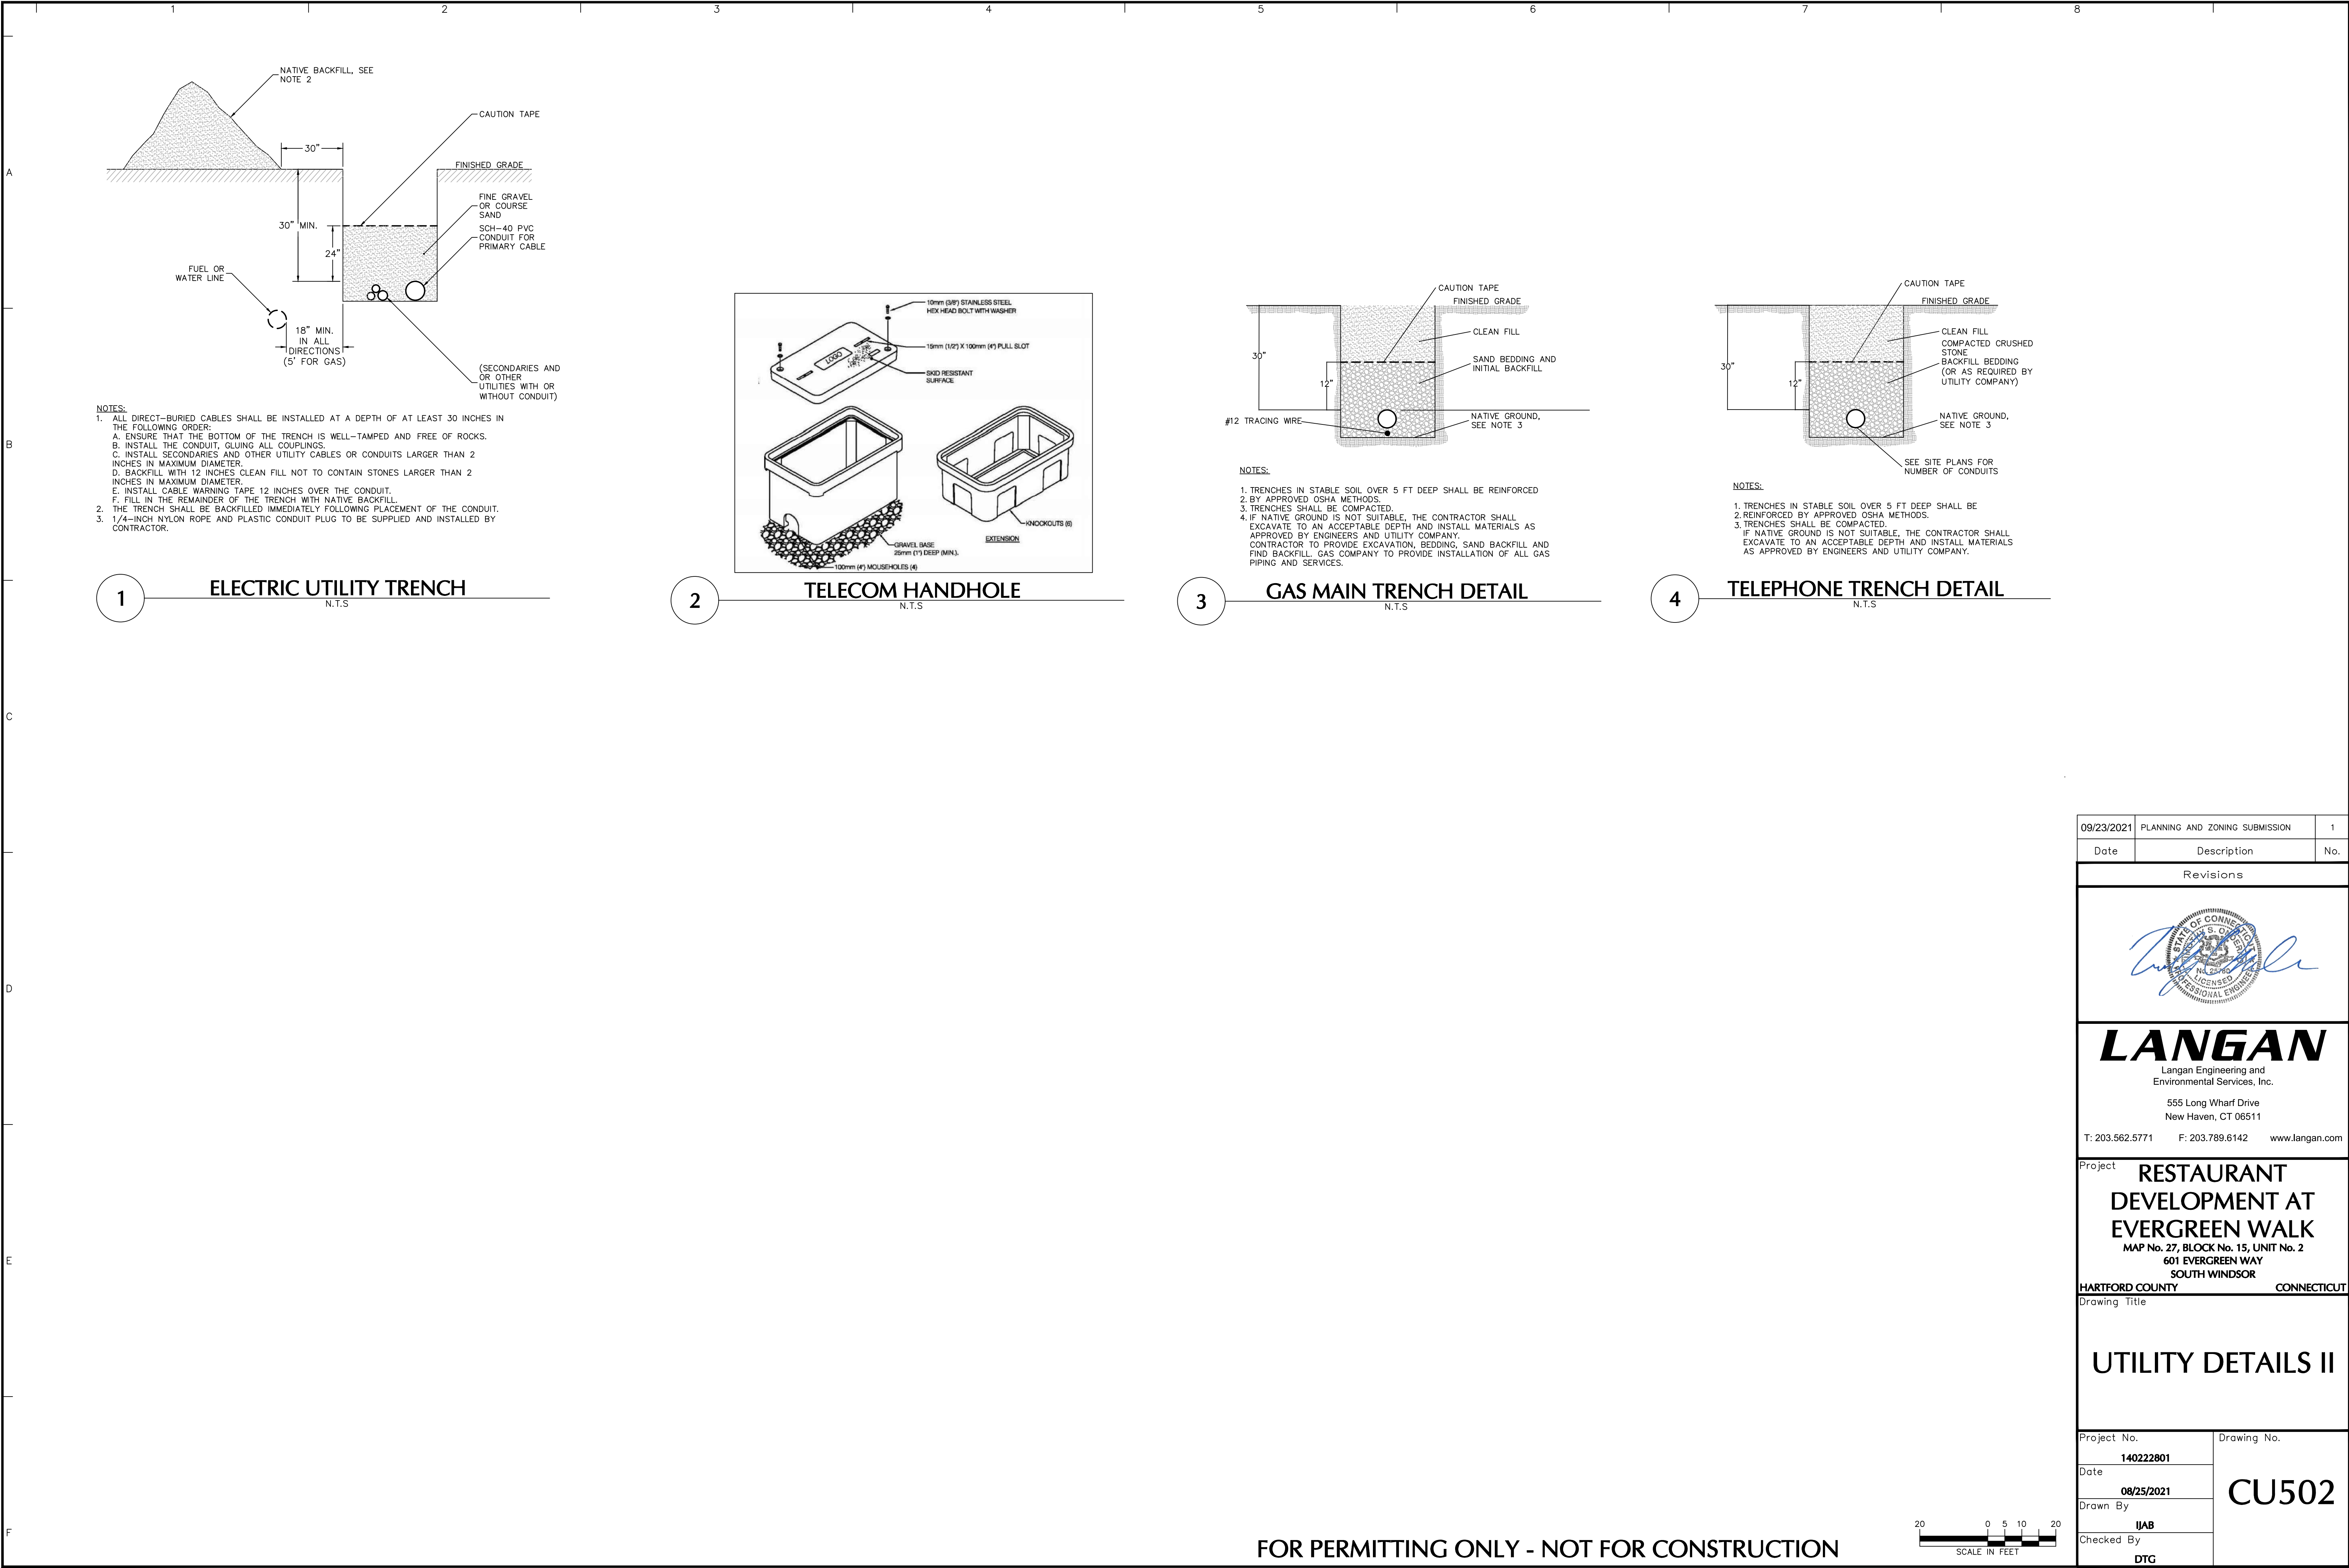 1 2 3 4 5 6 7 8
A
B
C
D
E
F
NATIVE BACKFILL, SEE
NOTE 2
CAUTION TAPE
30"
FINISHED GRADE
FINE GRAVEL
OR COURSE
SAND
30" MIN.
24"
SCH-40 PVC
CONDUIT FOR
PRIMARY CABLE
FUEL OR
WATER LINE
18" MIN.
IN ALL
DIRECTIONS
(5' FOR GAS)
(SECONDARIES AND
OR OTHER
UTILITIES WITH OR
WITHOUT CONDUIT)
NOTES:
1. ALL DIRECT-BURIED CABLES SHALL BE INSTALLED AT A DEPTH OF AT LEAST 30 INCHES IN
THE FOLLOWING ORDER:
A. ENSURE THAT THE BOTTOM OF THE TRENCH IS WELL-TAMPED AND FREE OF ROCKS.
B. INSTALL THE CONDUIT, GLUING ALL COUPLINGS.
C. INSTALL SECONDARIES AND OTHER UTILITY CABLES OR CONDUITS LARGER THAN 2
INCHES IN MAXIMUM DIAMETER.
D. BACKFILL WITH 12 INCHES CLEAN FILL NOT TO CONTAIN STONES LARGER THAN 2
INCHES IN MAXIMUM DIAMETER.
E. INSTALL CABLE WARNING TAPE 12 INCHES OVER THE CONDUIT.
F. FILL IN THE REMAINDER OF THE TRENCH WITH NATIVE BACKFILL.
2. THE TRENCH SHALL BE BACKFILLED IMMEDIATELY FOLLOWING PLACEMENT OF THE CONDUIT.
3. 1/4-INCH NYLON ROPE AND PLASTIC CONDUIT PLUG TO BE SUPPLIED AND INSTALLED BY
CONTRACTOR.
1 ELECTRIC UTILITY TRENCH
N.T.S
10mm (3/8") STAINLESS STEEL
HEX HEAD BOLT WITH WASHER
15mm (1/2") X 100mm (4") PULL SLOT
LOGO
SKID RESISTANT
SURFACE
KNOCKOUTS (6)
EXTENSION
GRAVEL BASE
25mm (1") DEEP (MIN.).
100mm (4") MOUSEHOLES (4)
2 TELECOM HANDHOLE
N.T.S
CAUTION TAPE
FINISHED GRADE
CLEAN FILL
30"
SAND BEDDING AND
INITIAL BACKFILL
12"
#12 TRACING WIRE
NATIVE GROUND,
SEE NOTE 3
NOTES:
1. TRENCHES IN STABLE SOIL OVER 5 FT DEEP SHALL BE REINFORCED
2. BY APPROVED OSHA METHODS.
3. TRENCHES SHALL BE COMPACTED.
4. IF NATIVE GROUND IS NOT SUITABLE, THE CONTRACTOR SHALL
EXCAVATE TO AN ACCEPTABLE DEPTH AND INSTALL MATERIALS AS
APPROVED BY ENGINEERS AND UTILITY COMPANY.
CONTRACTOR TO PROVIDE EXCAVATION, BEDDING, SAND BACKFILL AND
FIND BACKFILL. GAS COMPANY TO PROVIDE INSTALLATION OF ALL GAS
PIPING AND SERVICES.
3 GAS MAIN TRENCH DETAIL
N.T.S
CAUTION TAPE
FINISHED GRADE
CLEAN FILL
COMPACTED CRUSHED
STONE
BACKFILL BEDDING
(OR AS REQUIRED BY
UTILITY COMPANY)
30"
12"
NATIVE GROUND,
SEE NOTE 3
SEE SITE PLANS FOR
NUMBER OF CONDUITS
NOTES:
1. TRENCHES IN STABLE SOIL OVER 5 FT DEEP SHALL BE
2. REINFORCED BY APPROVED OSHA METHODS.
3. TRENCHES SHALL BE COMPACTED.
IF NATIVE GROUND IS NOT SUITABLE, THE CONTRACTOR SHALL
EXCAVATE TO AN ACCEPTABLE DEPTH AND INSTALL MATERIALS
AS APPROVED BY ENGINEERS AND UTILITY COMPANY.
4 TELEPHONE TRENCH DETAIL
N.T.S
09/23/2021 PLANNING AND ZONING SUBMISSION 1
Date Description No.
Revisions
STATE OF CONNECTICUT
LICENSED
PROFESSIONAL ENGINEER
LANGAN
Langan Engineering and
Environmental Services, Inc.
555 Long Wharf Drive
New Haven, CT 06511
T: 203.562.5771 F: 203.789.6142 www.langan.com
Project
RESTAURANT
DEVELOPMENT AT
EVERGREEN WALK
MAP No. 27, BLOCK No. 15, UNIT No. 2
601 EVERGREEN WAY
SOUTH WINDSOR
HARTFORD COUNTY CONNECTICUT
Drawing Title
UTILITY DETAILS II
Project No.
140222801
Date
08/25/2021
Drawn By
IJAB
Checked By
DTG
Drawing No.
CU502
20 0 5 10 20
SCALE IN FEET
FOR PERMITTING ONLY - NOT FOR CONSTRUCTION